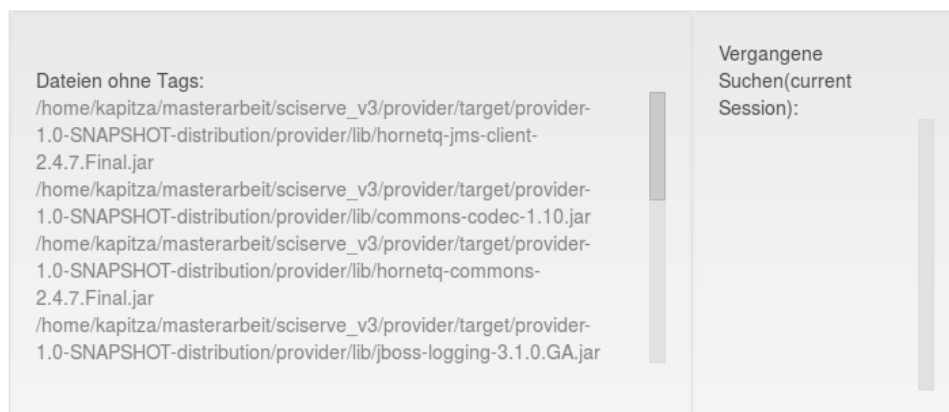 Dateien ohne Tags:
/home/kapitza/masterarbeit/sciserve_v3/provider/target/provider-
1.0-SNAPSHOT-distribution/provider/lib/hornetq-jms-client-
2.4.7.Final.jar
/home/kapitza/masterarbeit/sciserve_v3/provider/target/provider-
1.0-SNAPSHOT-distribution/provider/lib/commons-codec-1.10.jar
/home/kapitza/masterarbeit/sciserve_v3/provider/target/provider-
1.0-SNAPSHOT-distribution/provider/lib/hornetq-commons-
2.4.7.Final.jar
/home/kapitza/masterarbeit/sciserve_v3/provider/target/provider-
1.0-SNAPSHOT-distribution/provider/lib/jboss-logging-3.1.0.GA.jar
Vergangene
Suchen(current
Session):